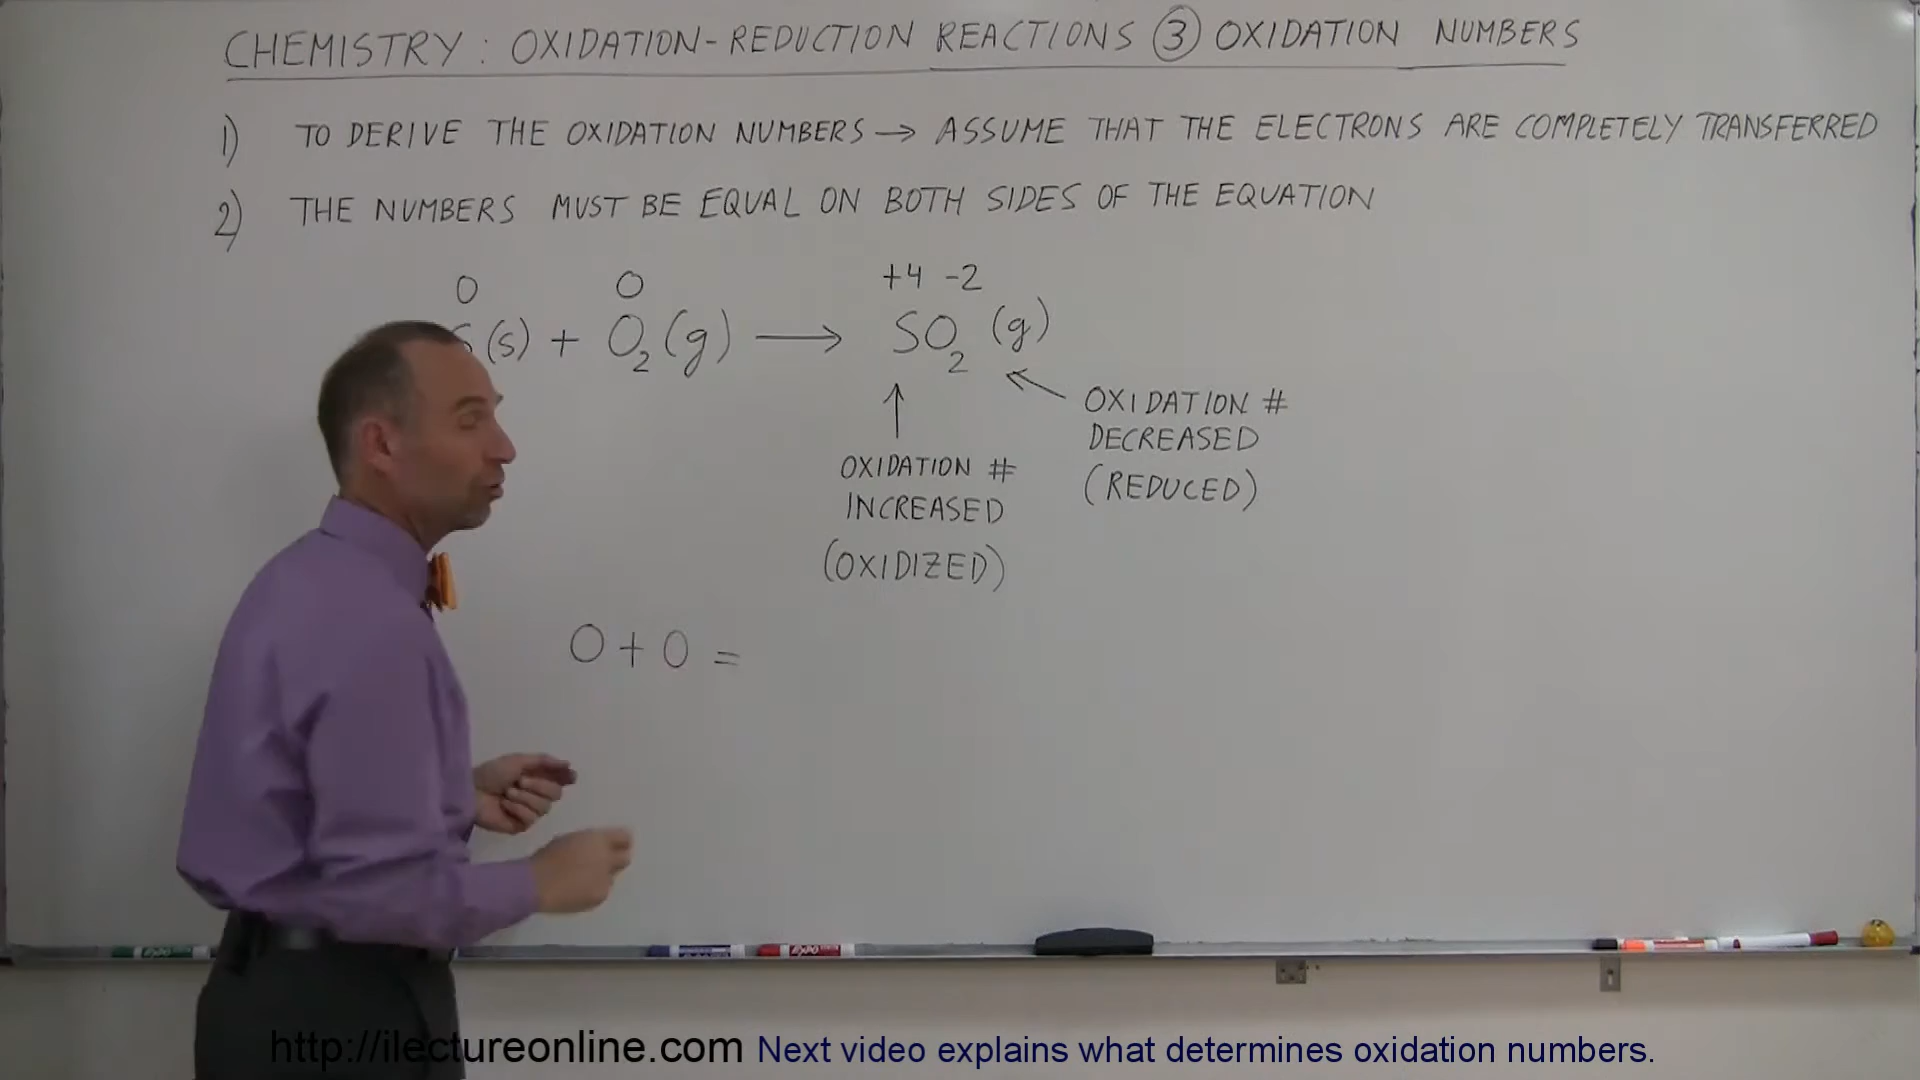 CHEMISTRY : OXIDATION-REDUCTION REACTIONS ③ OXIDATION NUMBERS
1) TO DERIVE THE OXIDATION NUMBERS → ASSUME THAT THE ELECTRONS ARE COMPLETELY TRANSFERRED
2) THE NUMBERS MUST BE EQUAL ON BOTH SIDES OF THE EQUATION
0 0 +4 -2
S (s) + O2 (g) → SO2 (g)
OXIDATION #
DECREASED
(REDUCED)
OXIDATION #
INCREASED
(OXIDIZED)
0 + 0 =
EXPO
http://ilectureonline.com Next video explains what determines oxidation numbers.